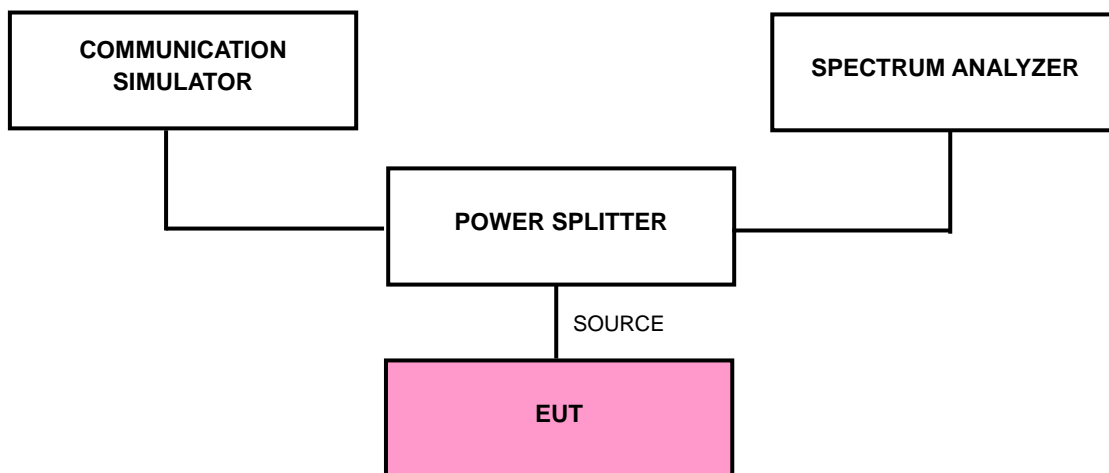 COMMUNICATION
SIMULATOR
SPECTRUM ANALYZER
POWER SPLITTER
SOURCE
EUT